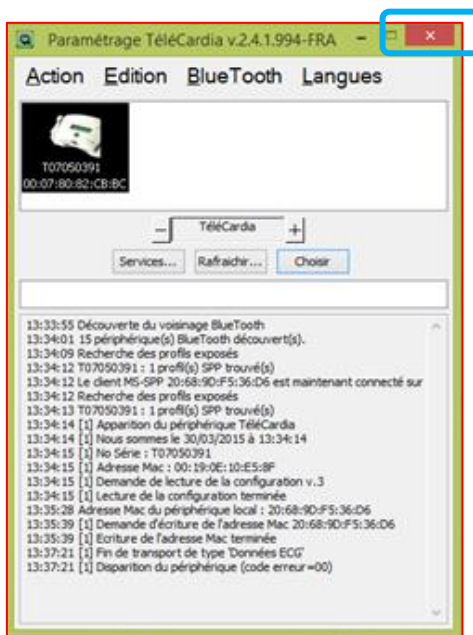 Paramétrage TéléCardia v.2.4.1.994-FRA
Action Edition BlueTooth Langues
T07050391
00:07:80:82:CB:BC
TéléCardia
Services... Rafraichir... Choisir
13:33:55 Découverte du voisinage BlueTooth
13:34:01 15 périphérique(s) BlueTooth découvert(s).
13:34:09 Recherche des profils exposés
13:34:12 T07050391 : 1 profil(s) SPP trouvé(s)
13:34:12 Le client MS-SPP 20:68:9D:F5:36:D6 est maintenant connecté sur
13:34:12 Recherche des profils exposés
13:34:13 T07050391 : 1 profil(s) SPP trouvé(s)
13:34:14 [1] Apparition du périphérique TéléCardia
13:34:14 [1] Nous sommes le 30/03/2015 à 13:34:14
13:34:15 [1] No Série : T07050391
13:34:15 [1] Adresse Mac : 00:19:0E:10:E5:8F
13:34:15 [1] Demande de lecture de la configuration v.3
13:34:15 [1] Lecture de la configuration terminée
13:35:28 Adresse Mac du périphérique local : 20:68:9D:F5:36:D6
13:35:39 [1] Demande d'écriture de l'adresse Mac 20:68:9D:F5:36:D6
13:35:39 [1] Ecriture de l'adresse Mac terminée
13:37:21 [1] Fin de transport de type 'Données ECG'
13:37:21 [1] Disparition du périphérique (code erreur=00)